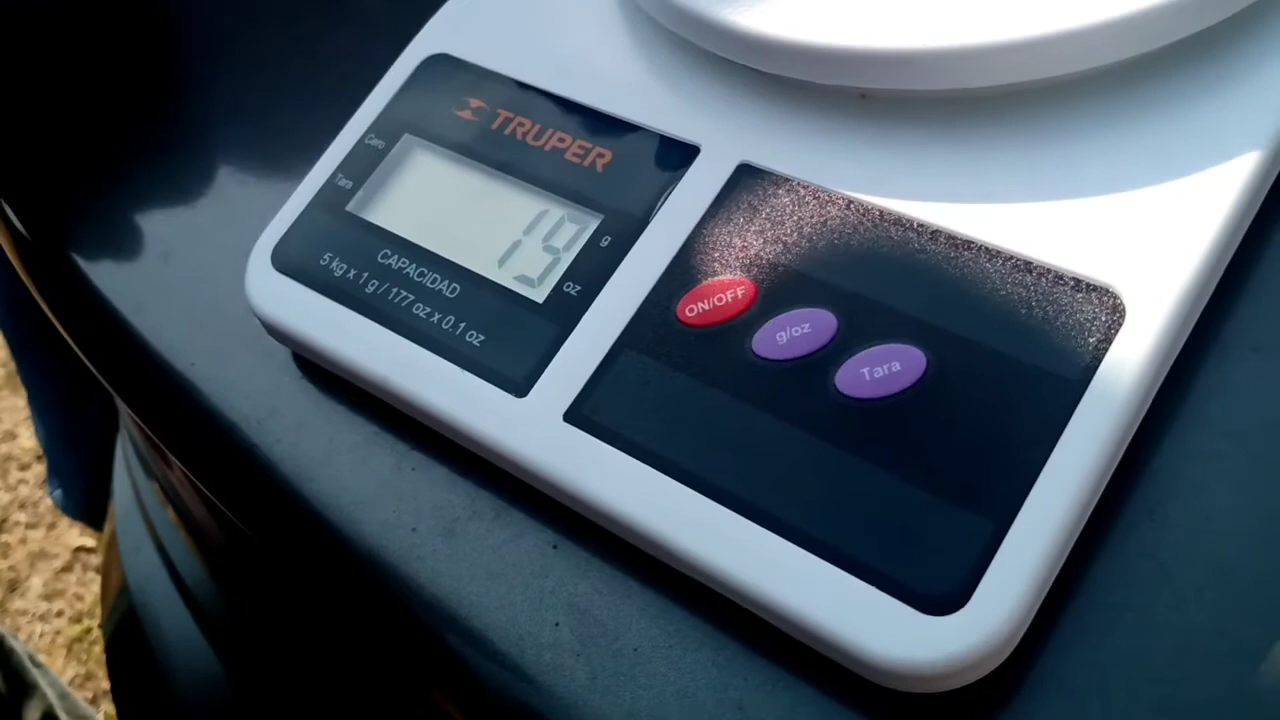 TRUPER
Cero
Tara
19
g
oz
CAPACIDAD
5 kg x 1 g / 177 oz x 0.1 oz
ON/OFF
g/oz
Tara